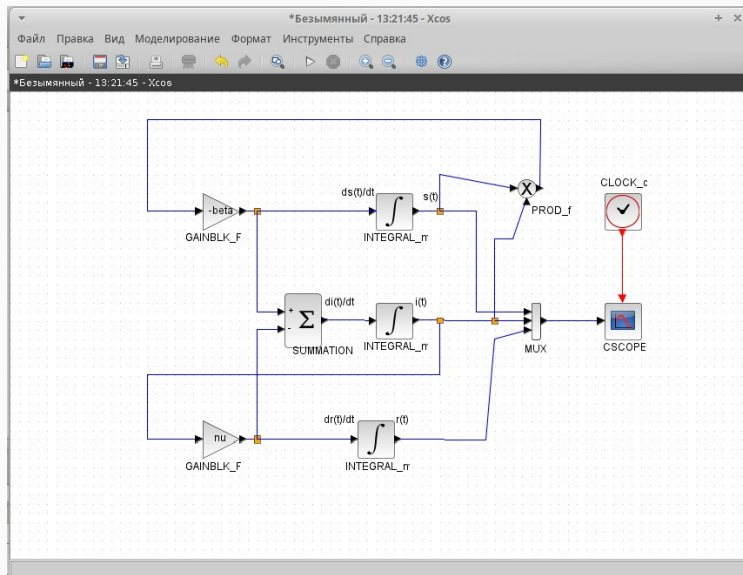 *Безымянный - 13:21:45 - Xcos
Файл Правка Вид Моделирование Формат Инструменты Справка
*Безымянный - 13:21:45 - Xcos
ds(t)/dt
s(t)
CLOCK_c
-beta
PROD_f
GAINBLK_F
INTEGRAL_m
di(t)/dt
i(t)
+
-
Σ
SUMMATION
INTEGRAL_m
MUX
CSCOPE
dr(t)/dt
r(t)
nu
GAINBLK_F
INTEGRAL_m